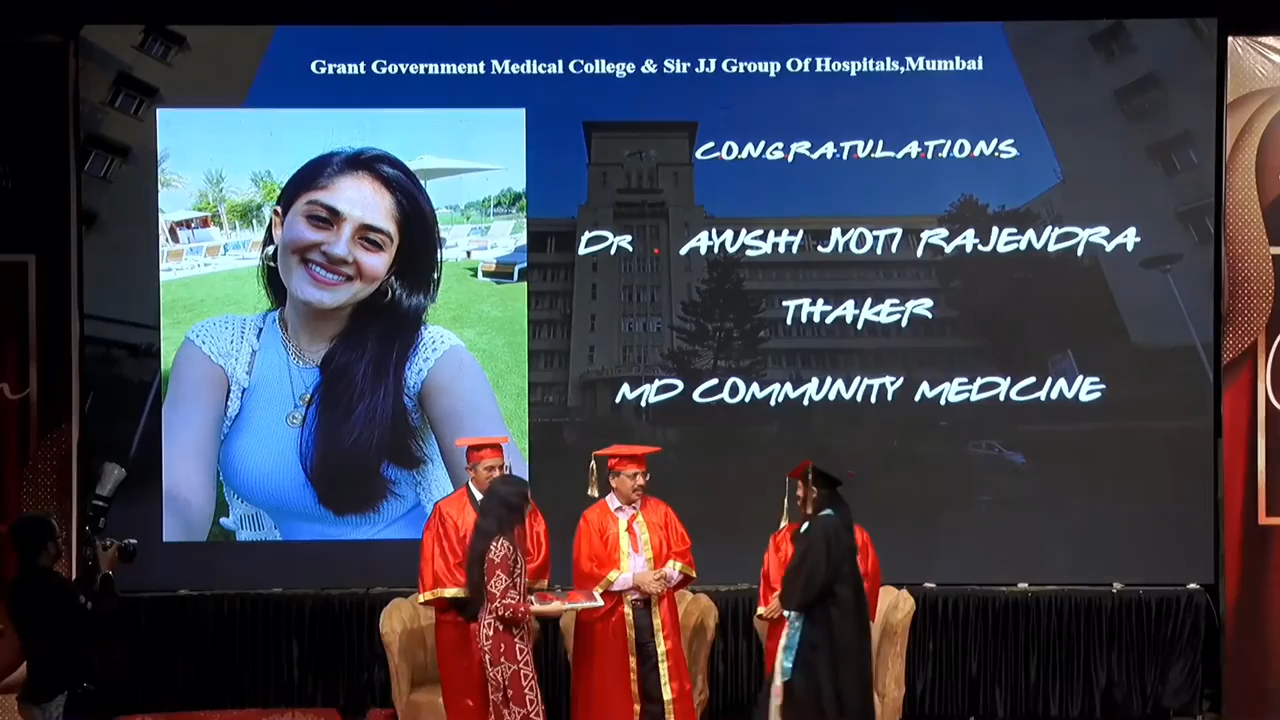 Grant Government Medical College & Sir JJ Group Of Hospitals,Mumbai
CONGRATULATIONS
DR . AYUSHI JYOTI RAJENDRA
THAKER
MD COMMUNITY MEDICINE